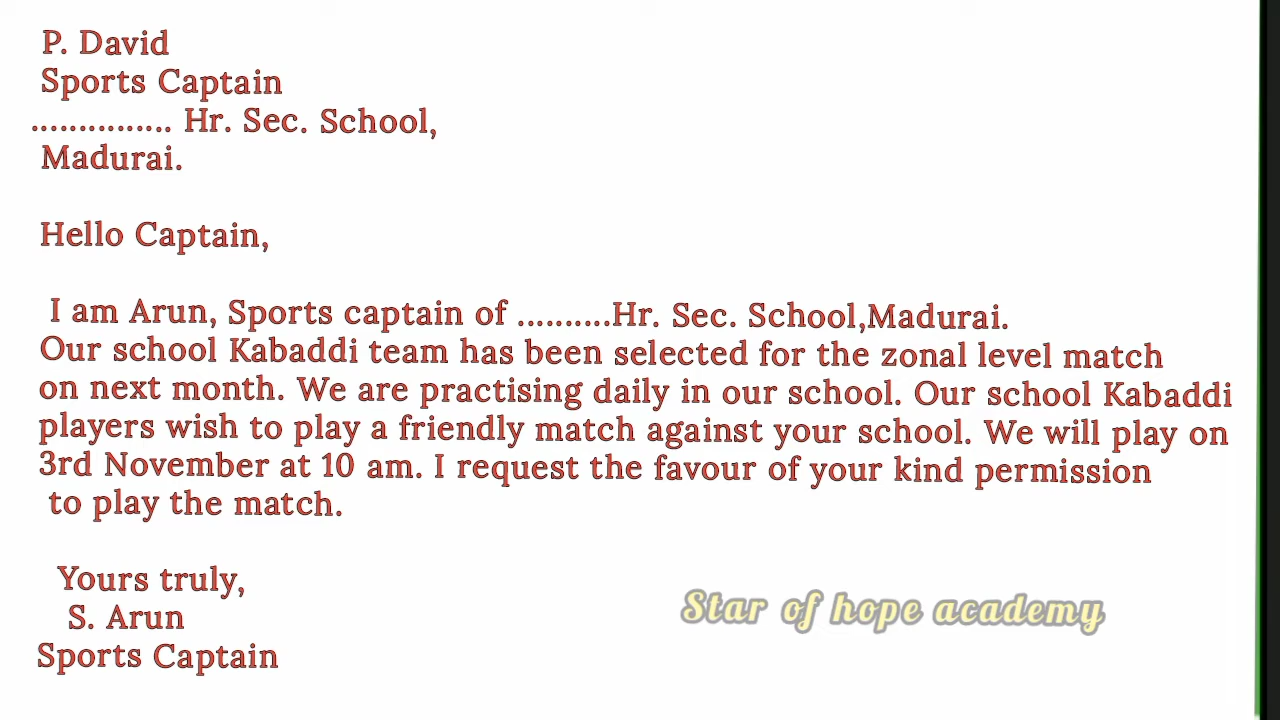 P. David
Sports Captain
............... Hr. Sec. School,
Madurai.
Hello Captain,
I am Arun, Sports captain of ..........Hr. Sec. School,Madurai.
Our school Kabaddi team has been selected for the zonal level match
on next month. We are practising daily in our school. Our school Kabaddi
players wish to play a friendly match against your school. We will play on
3rd November at 10 am. I request the favour of your kind permission
to play the match.
Yours truly,
S. Arun
Sports Captain
Star of hope academy